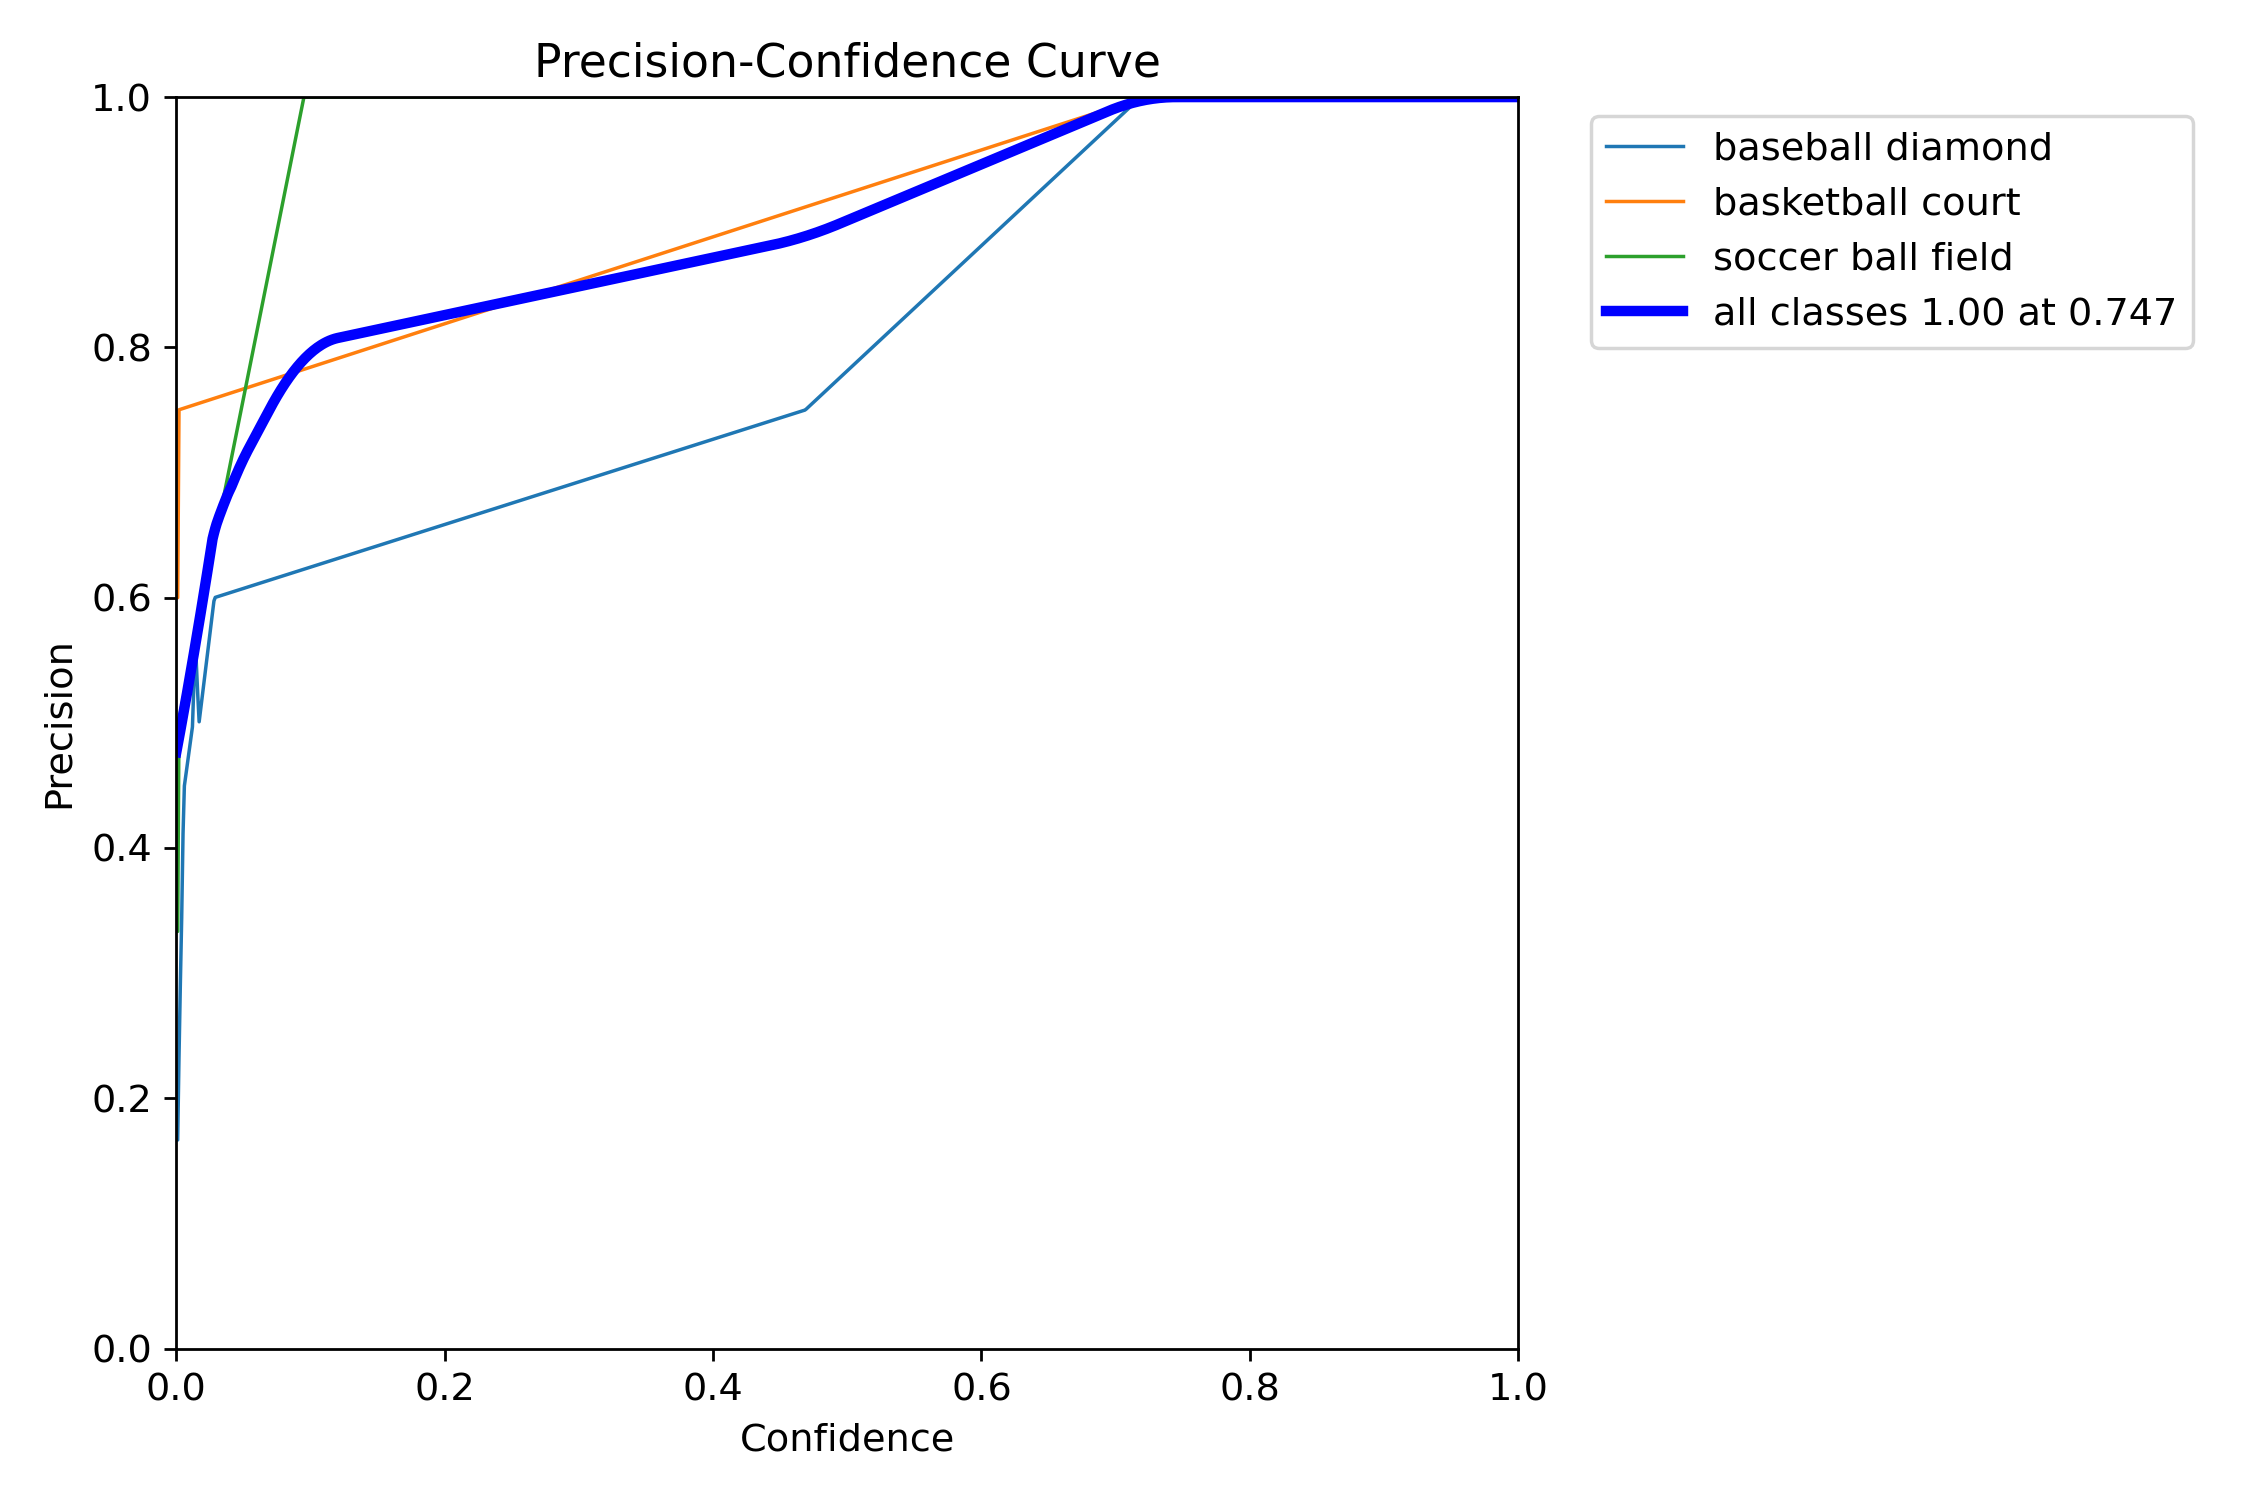 Precision-Confidence Curve
1.0
0.8
0.6
0.4
0.2
0.0
Precision
0.0 0.2 0.4 0.6 0.8 1.0
Confidence
baseball diamond
basketball court
soccer ball field
all classes 1.00 at 0.747